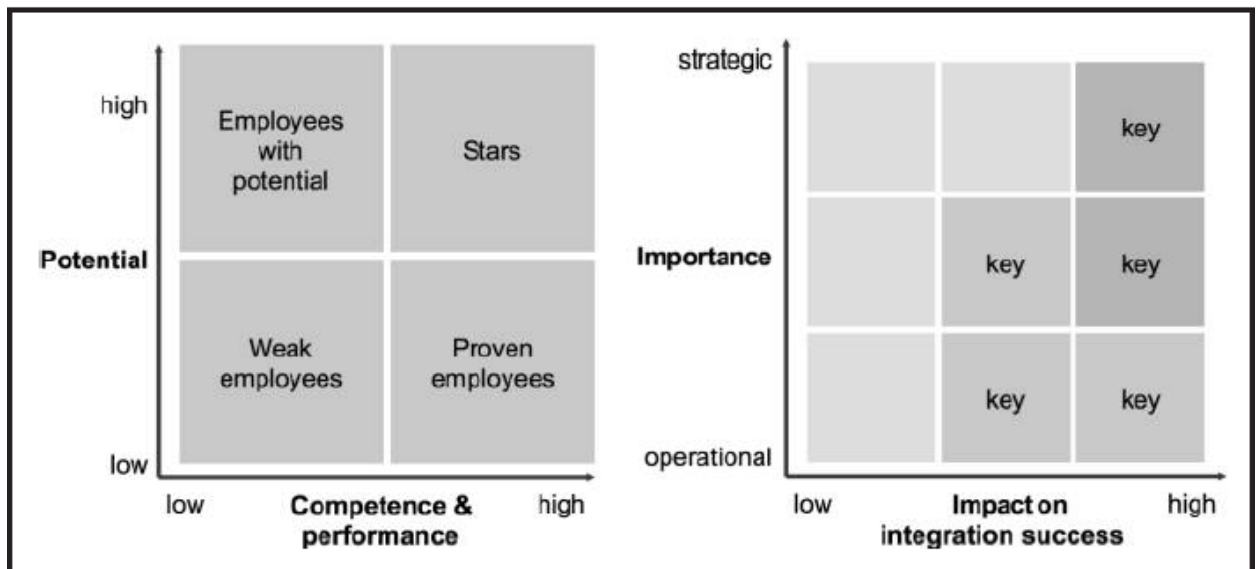 high
Employees
with
potential
Stars
Potential
Weak
employees
Proven
employees
low
low
Competence &
performance
high
strategic
key
Importance
key
key
key
key
operational
low
Impact on
integration success
high